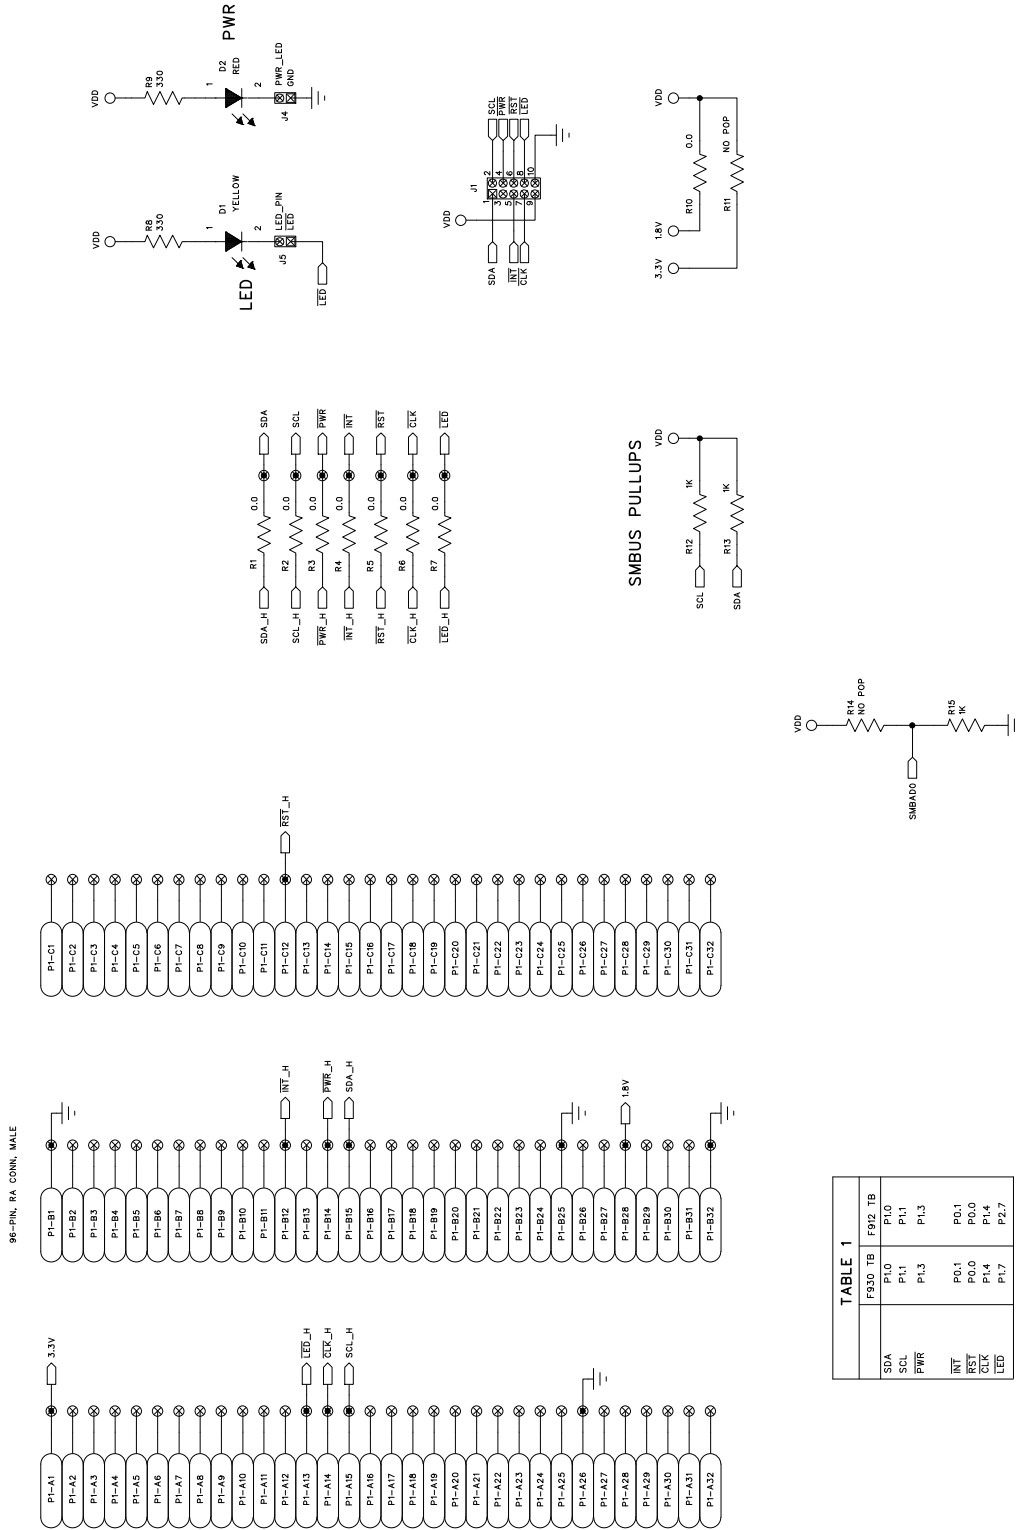 96-PIN, RA CONN, MALE
P1-A1
P1-A2
P1-A3
P1-A4
P1-A5
P1-A6
P1-A7
P1-A8
P1-A9
P1-A10
P1-A11
P1-A12
P1-A13
P1-A14
P1-A15
P1-A16
P1-A17
P1-A18
P1-A19
P1-A20
P1-A21
P1-A22
P1-A23
P1-A24
P1-A25
P1-A26
P1-A27
P1-A28
P1-A29
P1-A30
P1-A31
P1-A32
3.3V
LED_H
CLK_H
SCL_H
P1-B1
P1-B2
P1-B3
P1-B4
P1-B5
P1-B6
P1-B7
P1-B8
P1-B9
P1-B10
P1-B11
P1-B12
P1-B13
P1-B14
P1-B15
P1-B16
P1-B17
P1-B18
P1-B19
P1-B20
P1-B21
P1-B22
P1-B23
P1-B24
P1-B25
P1-B26
P1-B27
P1-B28
P1-B29
P1-B30
P1-B31
P1-B32
INT_H
PWR_H
SDA_H
1.8V
P1-C1
P1-C2
P1-C3
P1-C4
P1-C5
P1-C6
P1-C7
P1-C8
P1-C9
P1-C10
P1-C11
P1-C12
P1-C13
P1-C14
P1-C15
P1-C16
P1-C17
P1-C18
P1-C19
P1-C20
P1-C21
P1-C22
P1-C23
P1-C24
P1-C25
P1-C26
P1-C27
P1-C28
P1-C29
P1-C30
P1-C31
P1-C32
RST_H
SDA_H R1 0.0 SDA
SCL_H R2 0.0 SCL
PWR_H R3 0.0 PWR
INT_H R4 0.0 INT
RST_H R5 0.0 RST
CLK_H R6 0.0 CLK
LED_H R7 0.0 LED
VDD
R8
330
1
D1
YELLOW
2
LED_PIN
LED
J5
LED
LED
VDD
R9
330
1
D2
RED
2
PWR_LED
GND
J4
PWR
VDD
J1
1 2
3 4
5 6
7 8
9 10
SDA
INT
CLK
SCL
PWR
RST
LED
1.8V
3.3V
R10 0.0
R11 NO POP
VDD
SMBUS PULLUPS
VDD
SCL R12 1K
SDA R13 1K
VDD
R14
NO POP
SMBAD0
R15
1K
TABLE 1
F930 TB F912 TB
SDA P1.0 P1.0
SCL P1.1 P1.1
PWR P1.3 P1.3
INT P0.1 P0.1
RST P0.0 P0.0
CLK P1.4 P1.4
LED P1.7 P2.7